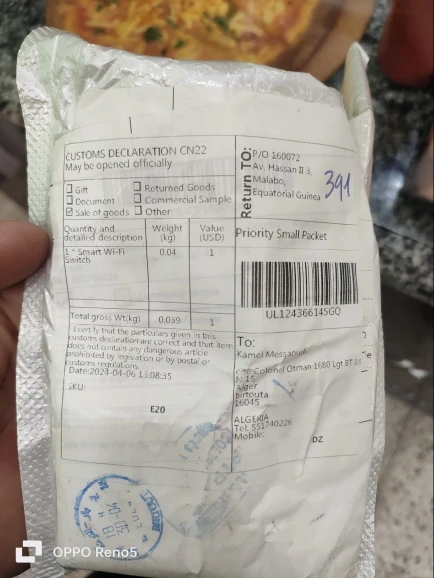 CUSTOMS DECLARATION CN22
May be opened officially
Gift
Returned Goods
Document
Commercial Sample
Sale of goods
Other
Quantity and detailed description
Weight (kg)
Value (USD)
1 * Smart Wi-Fi Switch
0.04
1
Total gross Wt(kg)
0.039
1
I certify that the particulars given in this
customs declaration are correct and that item
does not contain any dangerous article
prohibited by legislation or by postal or
customs regulations.
Date:2024-04-06 13:08:35
SKU:
E20
Return TO:
P/O 160072
Av. Hassan II 3,
Malabo,
Equatorial Guinea
391
Priority Small Packet
UL124366145GQ
To:
Kamel Messaoud
cite Colonel Otman 1680 Lgt BT
N 15
Alger
birtouta
16045
ALGERIA
Tel: 551740226
Mobile:
DZ
OPPO Reno5